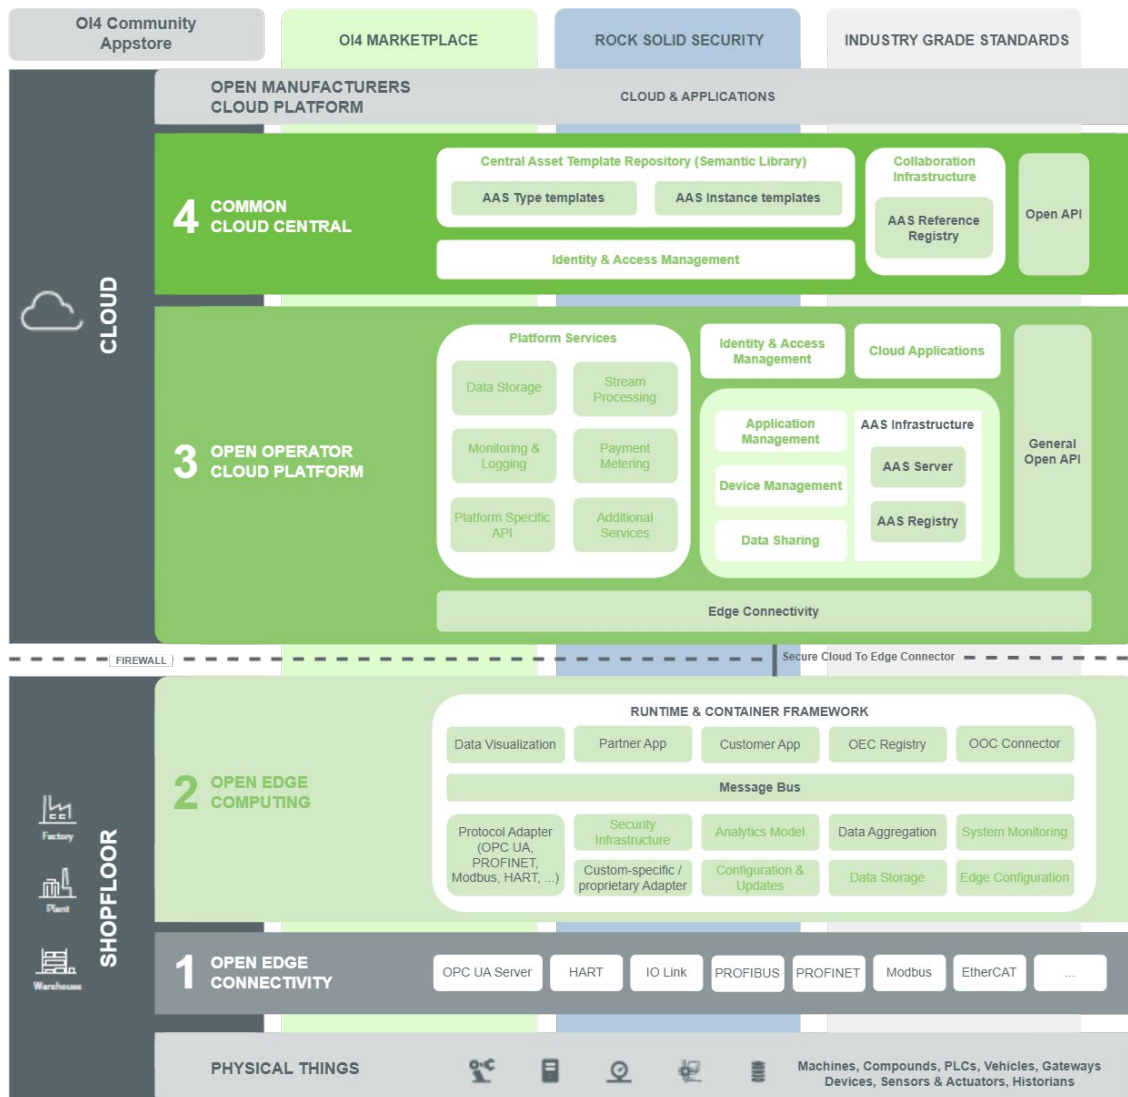 OI4 Community
Appstore
OI4 MARKETPLACE
ROCK SOLID SECURITY
INDUSTRY GRADE STANDARDS
OPEN MANUFACTURERS
CLOUD PLATFORM
CLOUD & APPLICATIONS
CLOUD
4
COMMON
CLOUD CENTRAL
Central Asset Template Repository (Semantic Library)
AAS Type templates
AAS Instance templates
Identity & Access Management
Collaboration
Infrastructure
AAS Reference
Registry
Open API
3
OPEN OPERATOR
CLOUD PLATFORM
Platform Services
Data Storage
Stream
Processing
Monitoring &
Logging
Payment
Metering
Platform Specific
API
Additional
Services
Identity & Access
Management
Cloud Applications
Application
Management
Device Management
Data Sharing
AAS Infrastructure
AAS Server
AAS Registry
General
Open API
Edge Connectivity
FIREWALL
Secure Cloud To Edge Connector
SHOPFLOOR
Factory
Plant
Warehouse
2
OPEN EDGE
COMPUTING
RUNTIME & CONTAINER FRAMEWORK
Data Visualization
Partner App
Customer App
OEC Registry
OOC Connector
Message Bus
Protocol Adapter
(OPC UA,
PROFINET,
Modbus, HART, ...)
Security
Infrastructure
Analytics Model
Data Aggregation
System Monitoring
Custom-specific /
proprietary Adapter
Configuration &
Updates
Data Storage
Edge Configuration
1
OPEN EDGE
CONNECTIVITY
OPC UA Server
HART
IO Link
PROFIBUS
PROFINET
Modbus
EtherCAT
...
PHYSICAL THINGS
Machines, Compounds, PLCs, Vehicles, Gateways
Devices, Sensors & Actuators, Historians